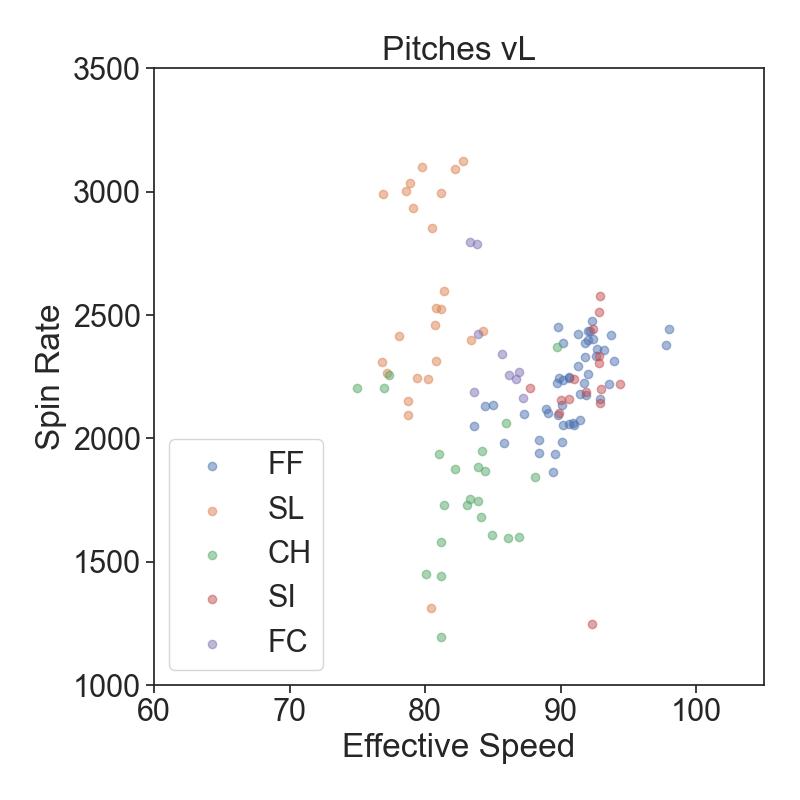 Pitches vL
3500
3000
2500
2000
1500
1000
Spin Rate
FF
SL
CH
SI
FC
60 70 80 90 100
Effective Speed